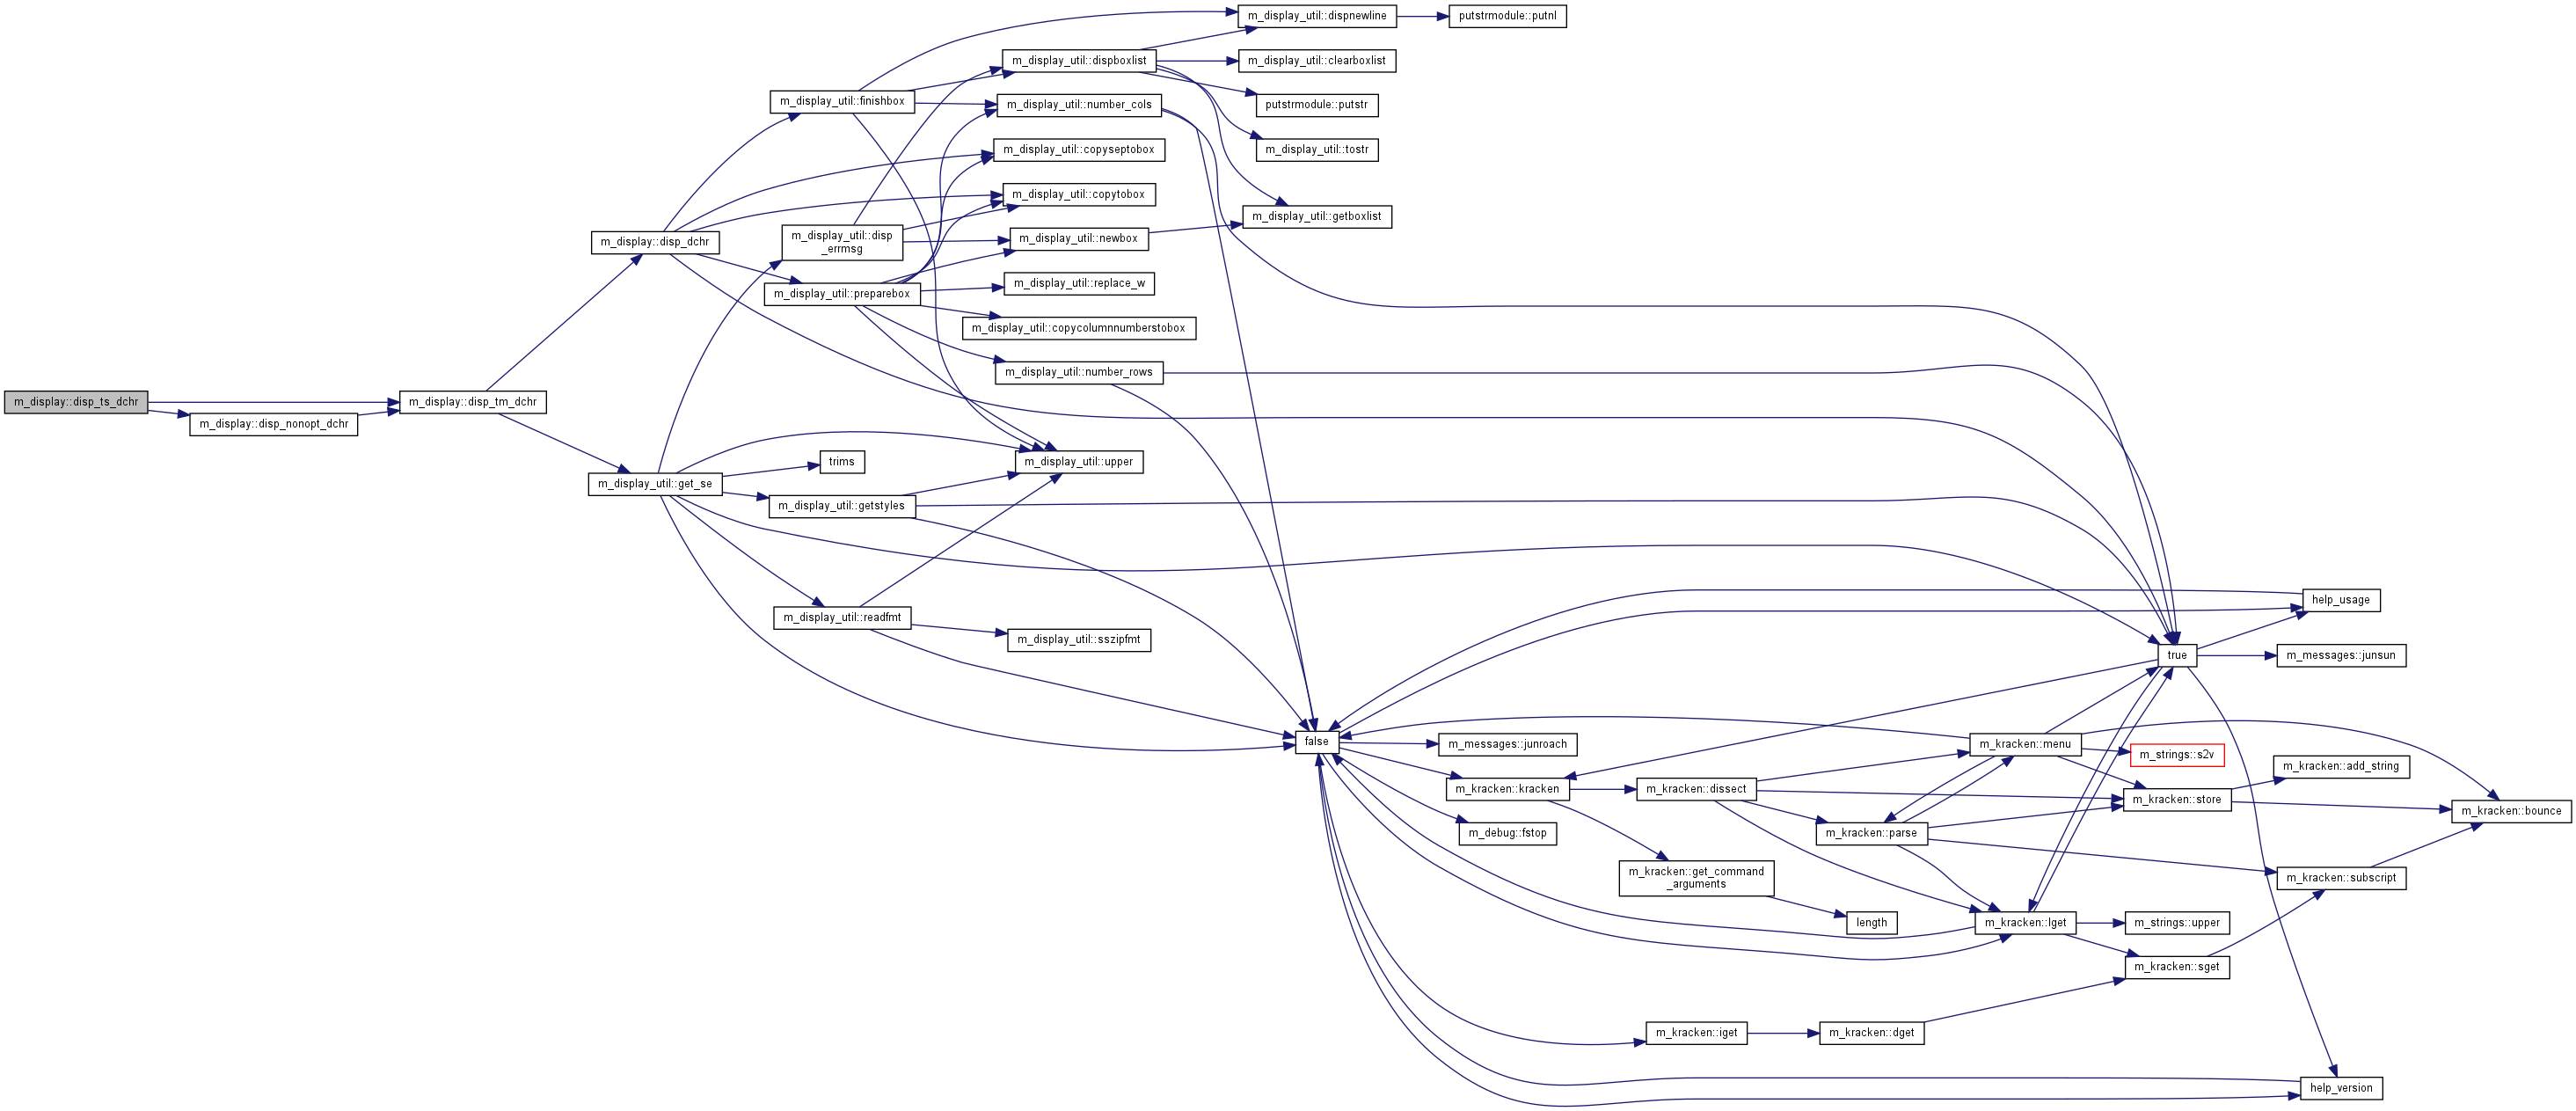 m_display_util::dispnewline
putstrmodule::putnl
m_display_util::dispboxlist
m_display_util::clearboxlist
m_display_util::finishbox
m_display_util::number_cols
putstrmodule::putstr
m_display_util::copyseptobox
m_display_util::tostr
m_display_util::copytobox
m_display_util::getboxlist
m_display::disp_dchr
m_display_util::disp
_errmsg
m_display_util::newbox
m_display_util::preparebox
m_display_util::replace_w
m_display_util::copycolumnnumberstobox
m_display_util::number_rows
m_display::disp_ts_dchr
m_display::disp_tm_dchr
m_display::disp_nonopt_dchr
trims
m_display_util::upper
m_display_util::get_se
m_display_util::getstyles
help_usage
m_display_util::readfmt
m_display_util::sszipfmt
true
m_messages::junsun
false
m_messages::junroach
m_kracken::menu
m_strings::s2v
m_kracken::add_string
m_kracken::kracken
m_kracken::dissect
m_kracken::store
m_kracken::bounce
m_debug::fstop
m_kracken::parse
m_kracken::get_command
_arguments
m_kracken::subscript
length
m_kracken::lget
m_strings::upper
m_kracken::sget
m_kracken::iget
m_kracken::dget
help_version